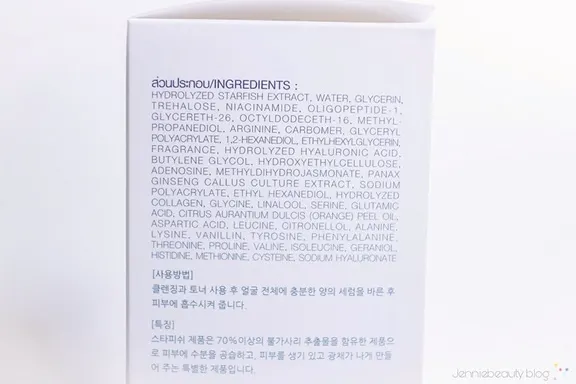 ส่วนประกอบ/INGREDIENTS :
HYDROLYZED STARFISH EXTRACT, WATER, GLYCERIN,
TREHALOSE, NIACINAMIDE, OLIGOPEPTIDE-1,
GLYCERETH-26, OCTYLDODECETH-16, METHYL-
PROPANEDIOL, ARGININE, CARBOMER, GLYCERYL
POLYACRYLATE, 1,2-HEXANEDIOL, ETHYLHEXYLGLYCERIN,
FRAGRANCE, HYDROLYZED HYALURONIC ACID,
BUTYLENE GLYCOL, HYDROXYETHYLCELLULOSE,
ADENOSINE, METHYLDIHYDROJASMONATE, PANAX
GINSENG CALLUS CULTURE EXTRACT, SODIUM
POLYACRYLATE, ETHYL HEXANEDIOL, HYDROLYZED
COLLAGEN, GLYCINE, LINALOOL, SERINE, GLUTAMIC
ACID, CITRUS AURANTIUM DULCIS (ORANGE) PEEL OIL,
ASPARTIC ACID, LEUCINE, CITRONELLOL, ALANINE,
LYSINE, VANILLIN, TYROSINE, PHENYLALANINE,
THREONINE, PROLINE, VALINE, ISOLEUCINE, GERANIOL,
HISTIDINE, METHIONINE, CYSTEINE, SODIUM HYALURONATE
[사용방법]
클렌징과 토너 사용 후 얼굴 전체에 충분한 양의 세럼을 바른 후
피부에 흡수시켜 줍니다.
[특징]
스타피쉬 제품은 70%이상의 불가사리 추출물을 함유한 제품으
로 피부에 수분을 공급하고, 피부를 생기 있고 광채가 나게 만들
어 주는 특별한 제품입니다.
Jenniebeauty blog